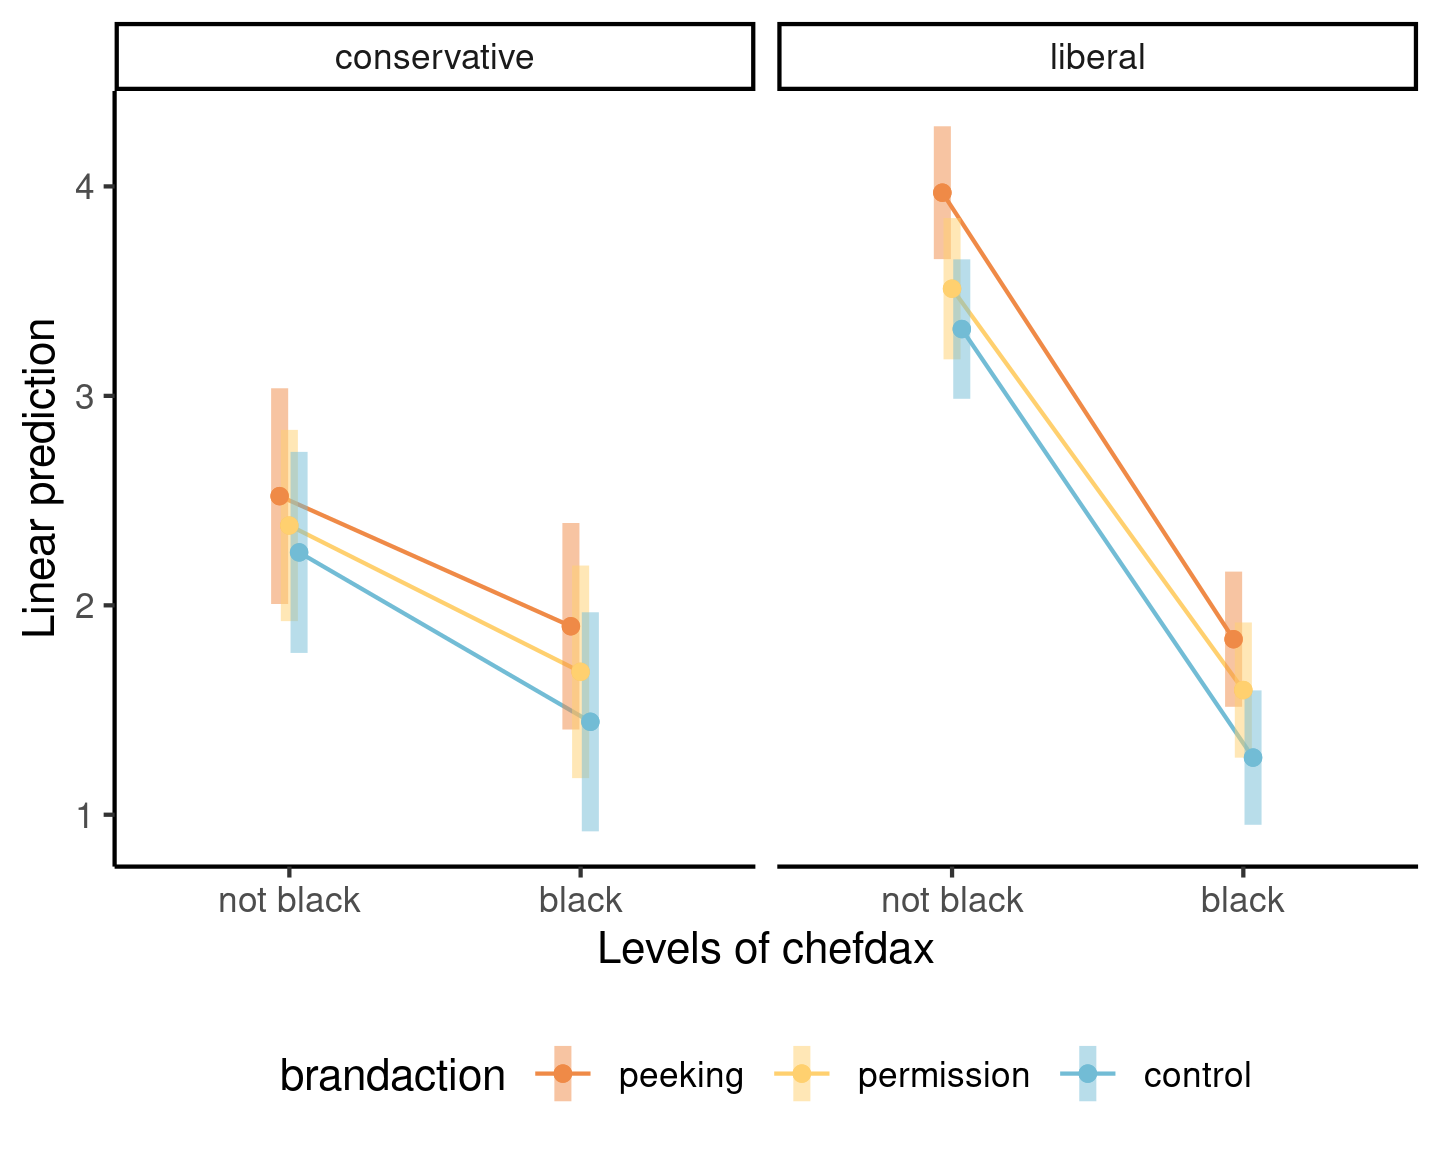 conservative liberal
4
3
2
1
Linear prediction
not black black not black black
Levels of chefdax
brandaction peeking permission control